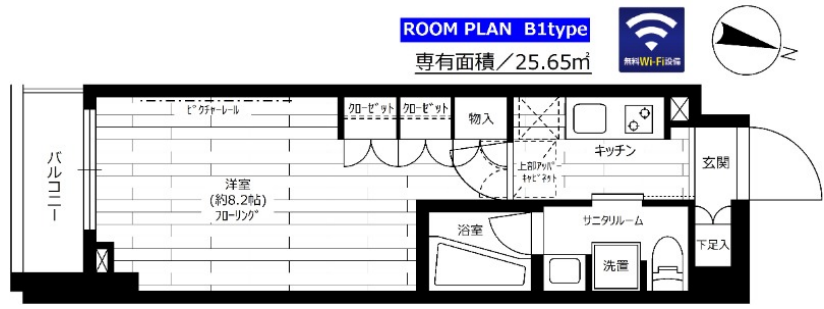 ROOM PLAN B1type
専有面積／25.65㎡
無料Wi-Fi設備
N
ピクチャーレール
クローゼット
クローゼット
物入
キッチン
上部アッパー
キャビネット
玄関
バルコニー
洋室
(約8.2帖)
フローリング
浴室
サニタリールーム
洗置
下足入